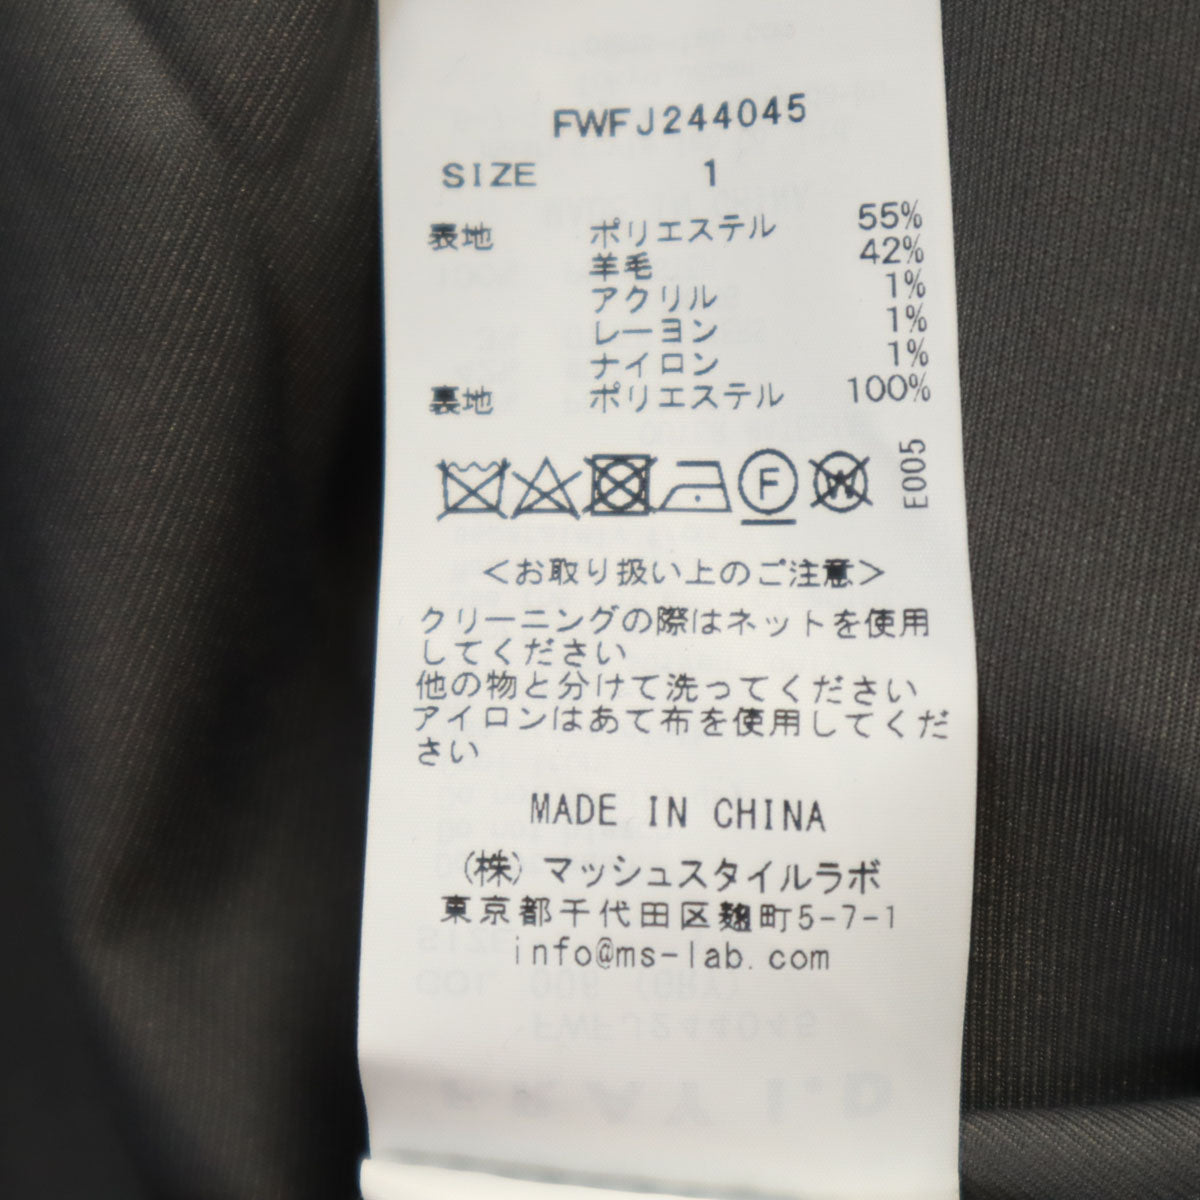 FWFJ244045
SIZE 1
表地 ポリエステル 55%
羊毛 42%
アクリル 1%
レーヨン 1%
ナイロン 1%
裏地 ポリエステル 100%
F W E005
<お取り扱い上のご注意>
クリーニングの際はネットを使用
してください
他の物と分けて洗ってください
アイロンはあて布を使用してくだ
さい
MADE IN CHINA
(株) マッシュスタイルラボ
東京都千代田区麹町5-7-1
info@ms-lab.com